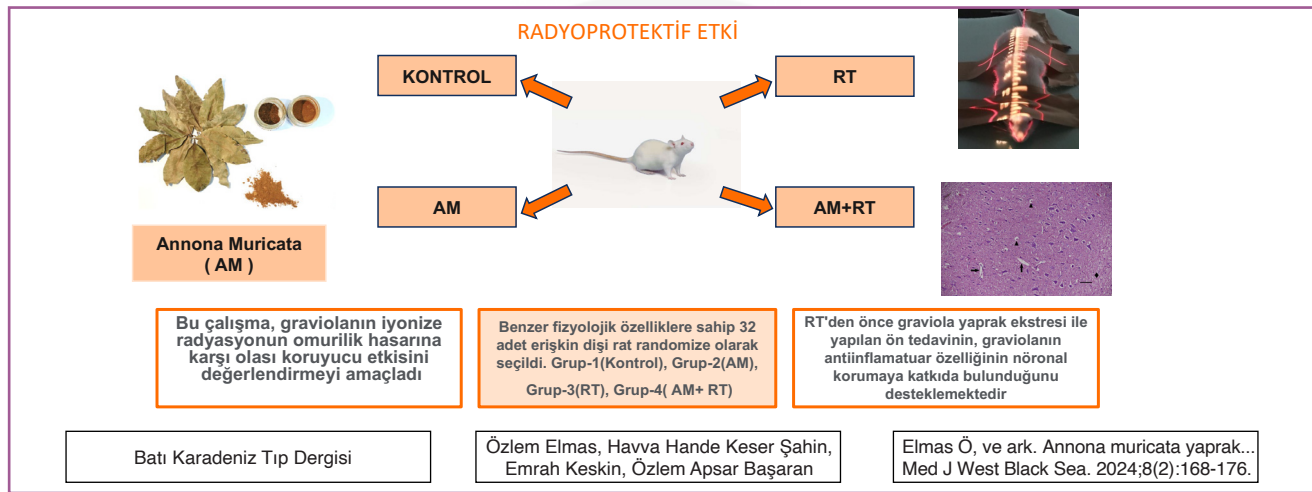 RADYOPROTEKTİF ETKİ
KONTROL
RT
AM
AM+RT
Annona Muricata
( AM )
Bu çalışma, graviolanın iyonize
radyasyonun omurilik hasarına
karşı olası koruyucu etkisini
değerlendirmeyi amaçladı
Benzer fizyolojik özelliklere sahip 32
adet erişkin dişi rat randomize olarak
seçildi. Grup-1(Kontrol), Grup-2(AM),
Grup-3(RT), Grup-4( AM+ RT)
RT'den önce graviola yaprak ekstresi ile
yapılan ön tedavinin, graviolanın
antiinflamatuar özelliğinin nöronal
korumaya katkıda bulunduğunu
desteklemektedir
Batı Karadeniz Tıp Dergisi
Özlem Elmas, Havva Hande Keser Şahin,
Emrah Keskin, Özlem Apsar Başaran
Elmas Ö, ve ark. Annona muricata yaprak...
Med J West Black Sea. 2024;8(2):168-176.